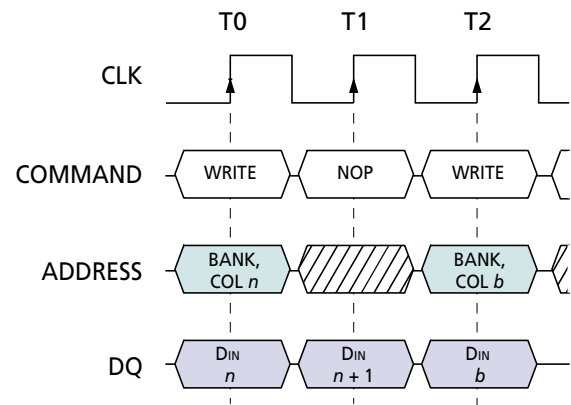 T0 T1 T2
CLK
COMMAND WRITE NOP WRITE
ADDRESS BANK, COL n BANK, COL b
DQ DIN n DIN n + 1 DIN b